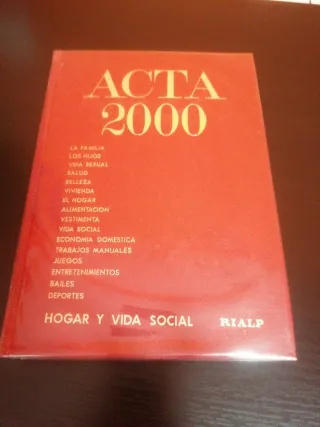 ACTA
2000
LA FAMILIA
LOS HIJOS
VIDA SEXUAL
SALUD
BELLEZA
VIVIENDA
EL HOGAR
ALIMENTACION
VESTIMENTA
VIDA SOCIAL
ECONOMIA DOMESTICA
TRABAJOS MANUALES
JUEGOS
ENTRETENIMIENTOS
BAILES
DEPORTES
HOGAR Y VIDA SOCIAL RIALP